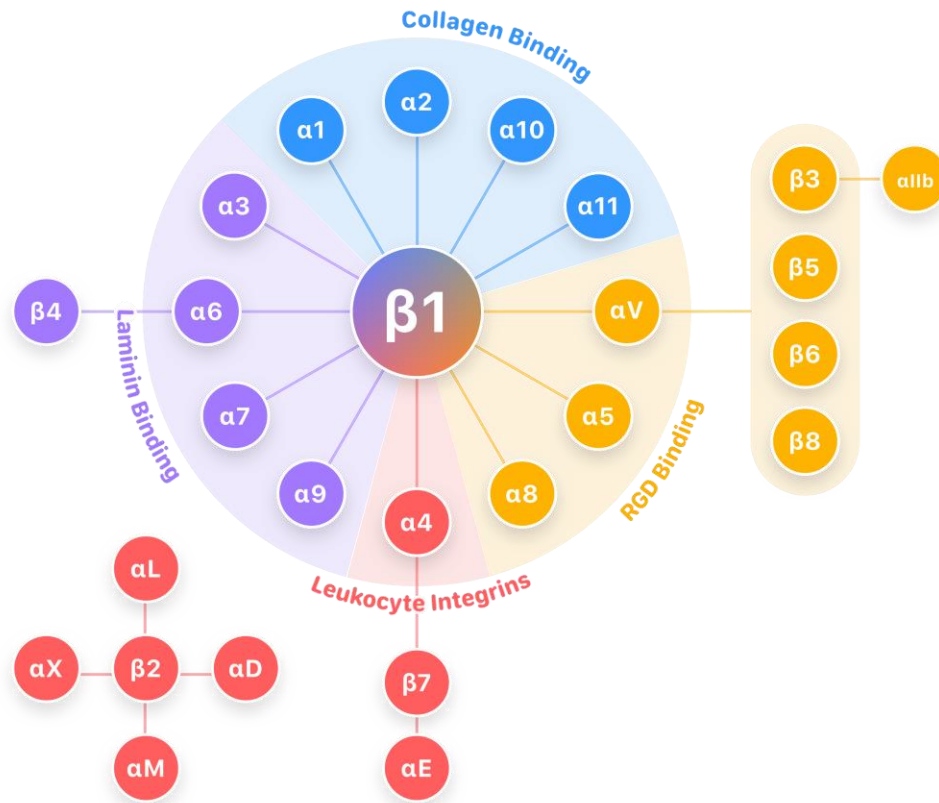 Collagen Binding
α1
α2
α10
α11
α3
β3
αIIb
β5
β4
α6
β1
αV
β6
Laminin Binding
α7
α5
RGD Binding
β8
α9
α4
α8
Leukocyte Integrins
αL
αX
β2
αD
β7
αM
αE